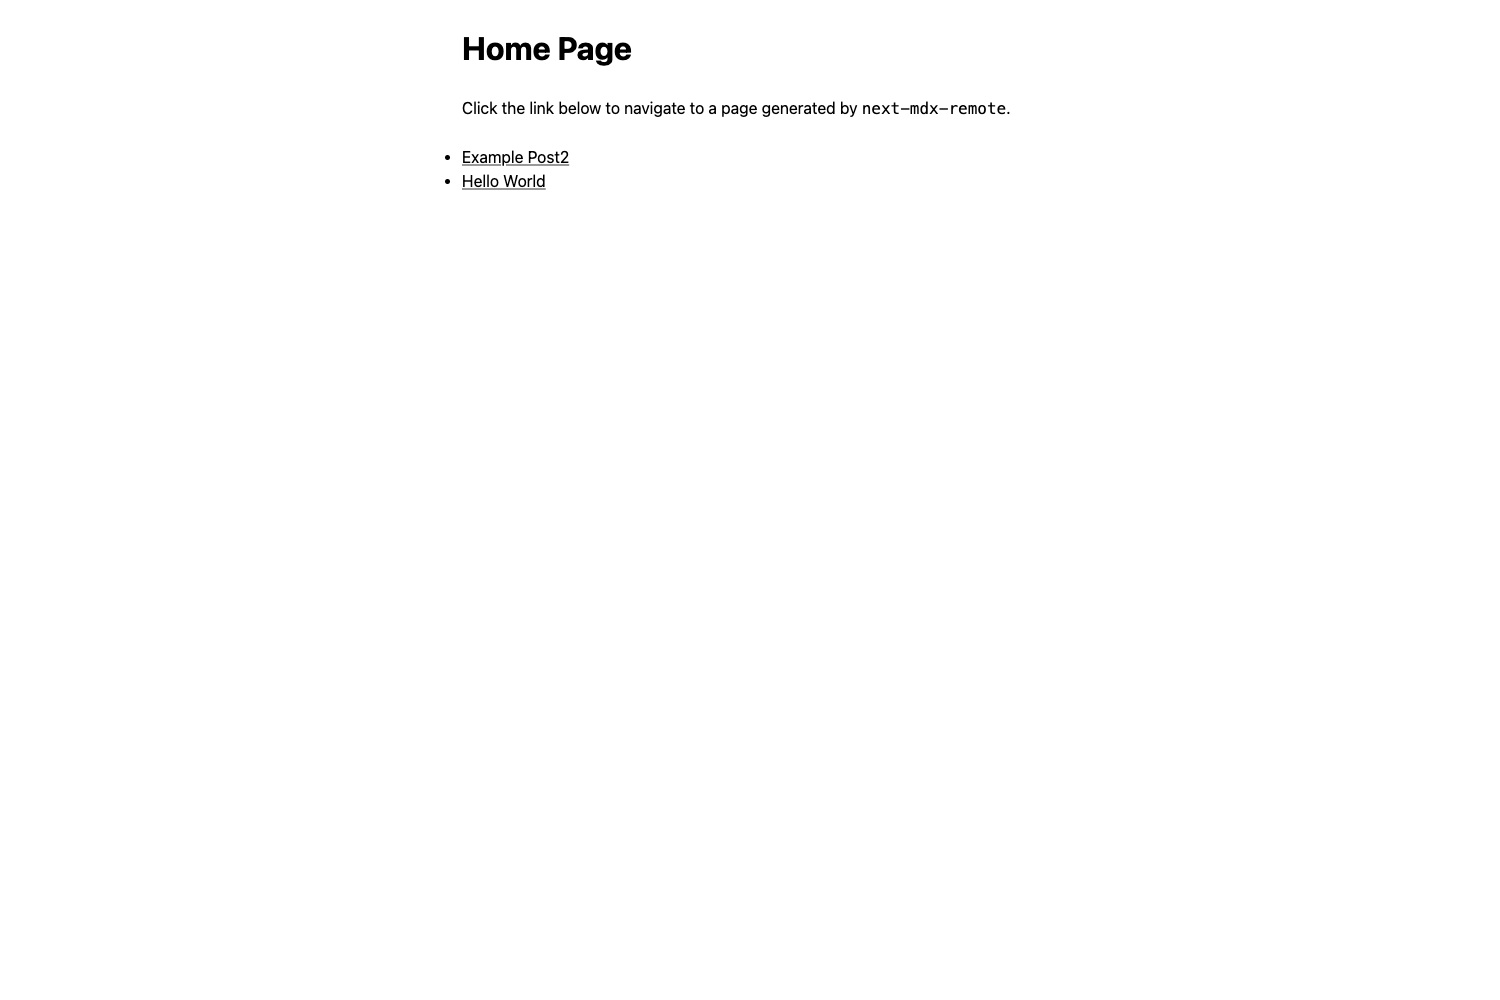 Home Page
Click the link below to navigate to a page generated by next-mdx-remote.
Example Post2
Hello World